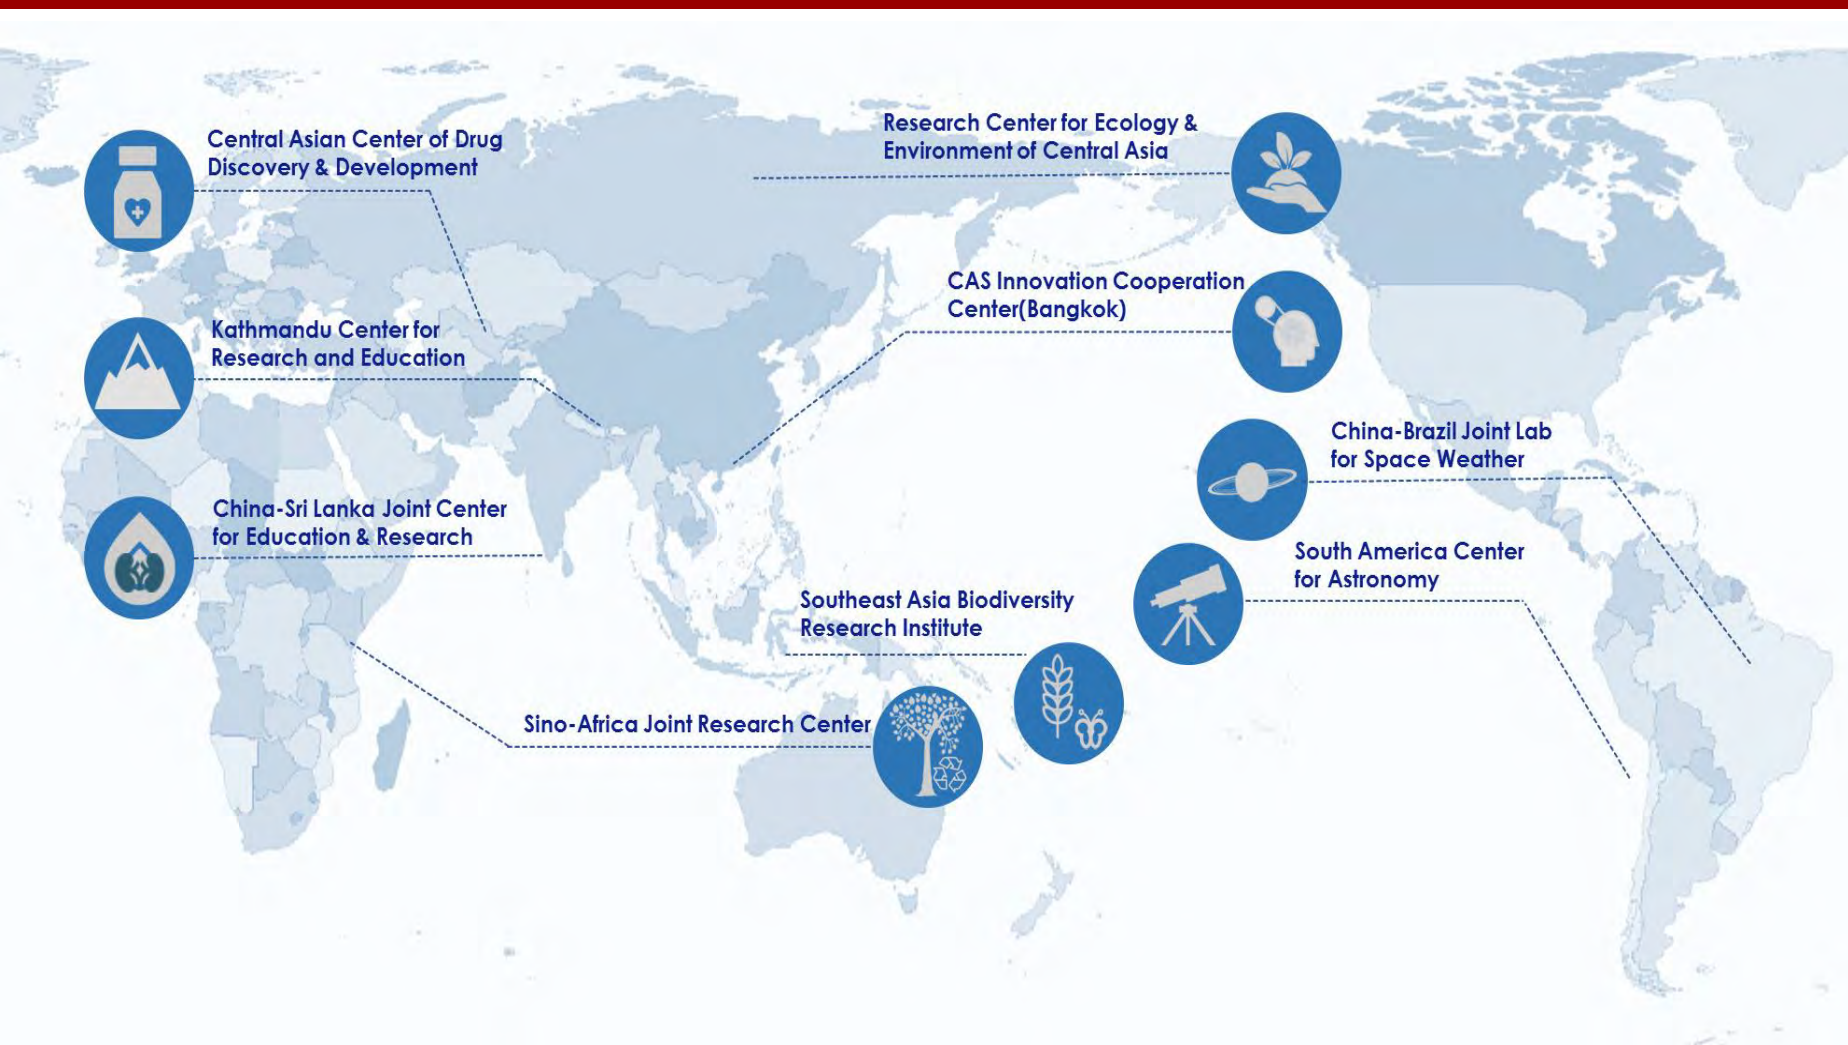 Central Asian Center of Drug
Discovery & Development
Research Center for Ecology &
Environment of Central Asia
CAS Innovation Cooperation
Center(Bangkok)
Kathmandu Center for
Research and Education
China-Brazil Joint Lab
for Space Weather
China-Sri Lanka Joint Center
for Education & Research
South America Center
for Astronomy
Southeast Asia Biodiversity
Research Institute
Sino-Africa Joint Research Center